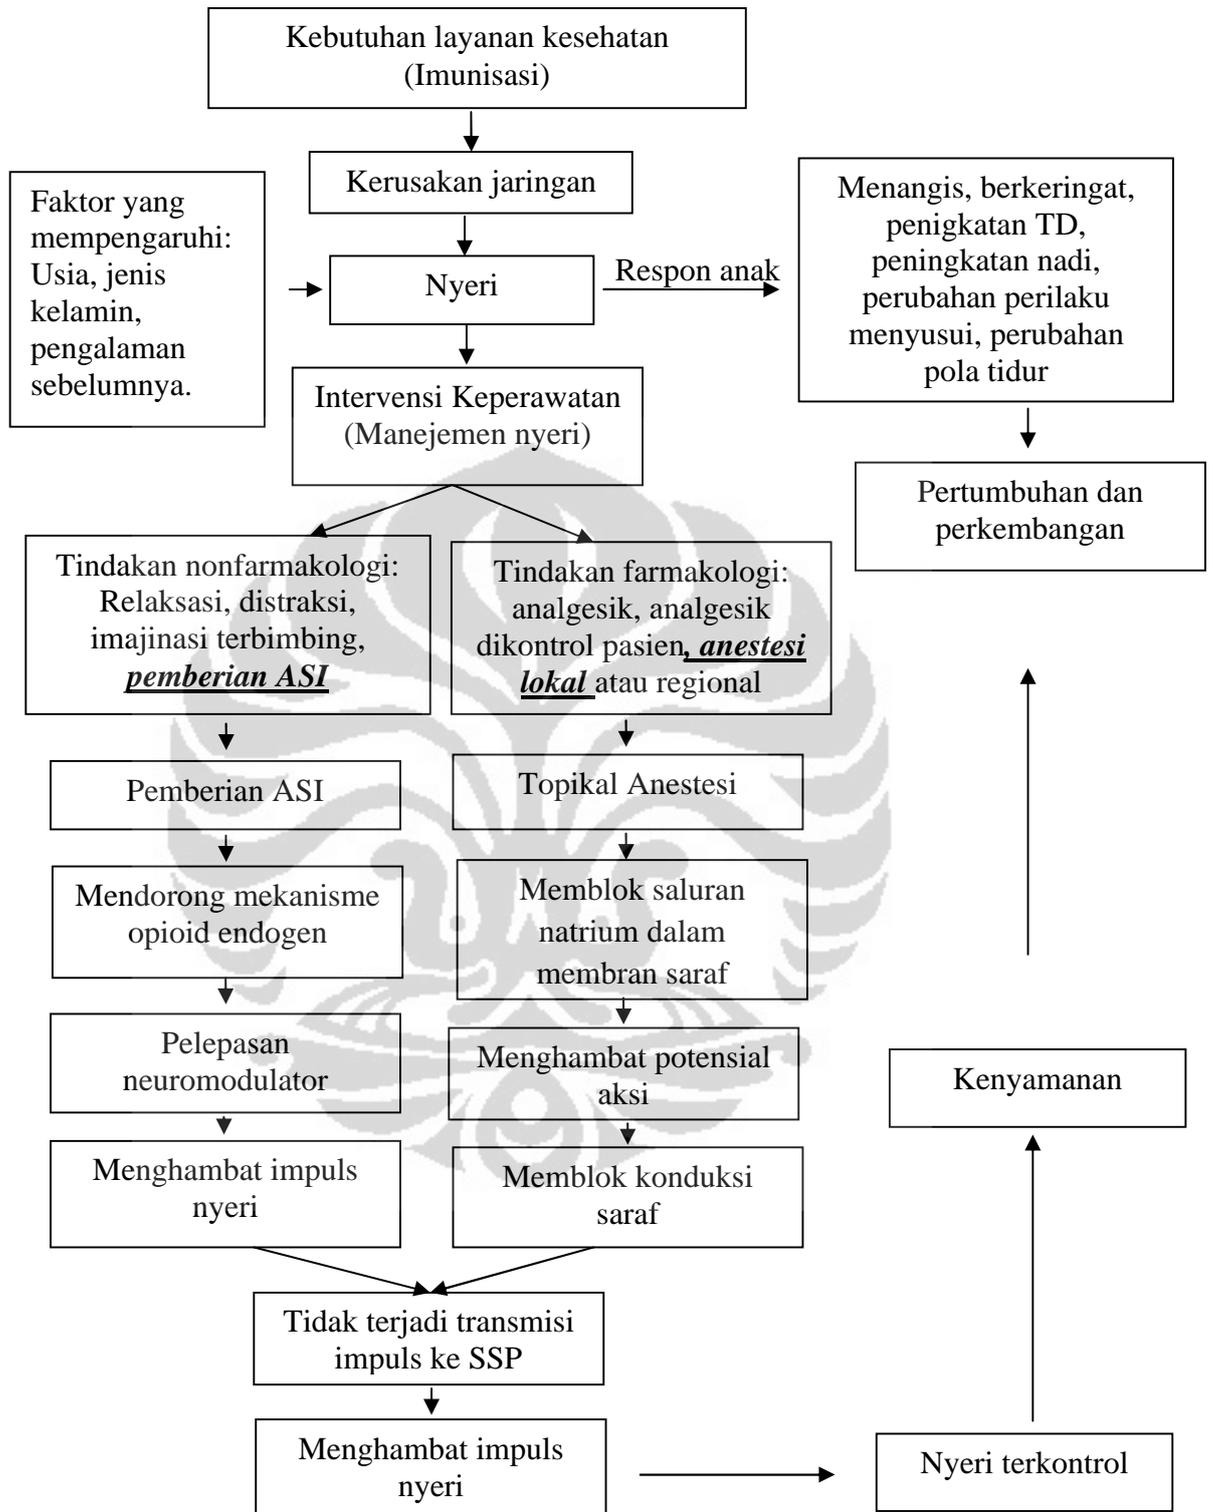 Kebutuhan layanan kesehatan
(Imunisasi)
Kerusakan jaringan
Faktor yang
mempengaruhi:
Usia, jenis
kelamin,
pengalaman
sebelumnya.
Nyeri
Respon anak
Menangis, berkeringat,
penigkatan TD,
peningkatan nadi,
perubahan perilaku
menyusui, perubahan
pola tidur
Intervensi Keperawatan
(Manejemen nyeri)
Pertumbuhan dan
perkembangan
Tindakan nonfarmakologi:
Relaksasi, distraksi,
imajinasi terbimbing,
pemberian ASI
Tindakan farmakologi:
analgesik, analgesik
dikontrol pasien, anestesi
lokal atau regional
Pemberian ASI
Topikal Anestesi
Mendorong mekanisme
opioid endogen
Memblok saluran
natrium dalam
membran saraf
Pelepasan
neuromodulator
Menghambat potensial
aksi
Kenyamanan
Menghambat impuls
nyeri
Memblok konduksi
saraf
Tidak terjadi transmisi
impuls ke SSP
Menghambat impuls
nyeri
Nyeri terkontrol